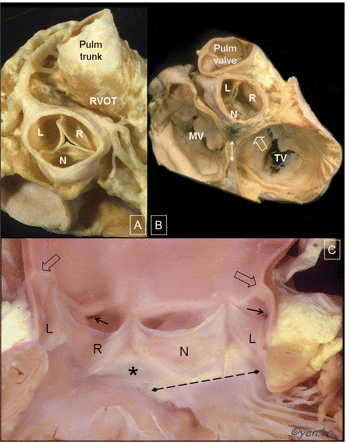 Pulm
trunk
RVOT
L
R
N
A
Pulm
valve
L
R
N
MV
TV
B
C
L
R
N
L
*
©yen.ho